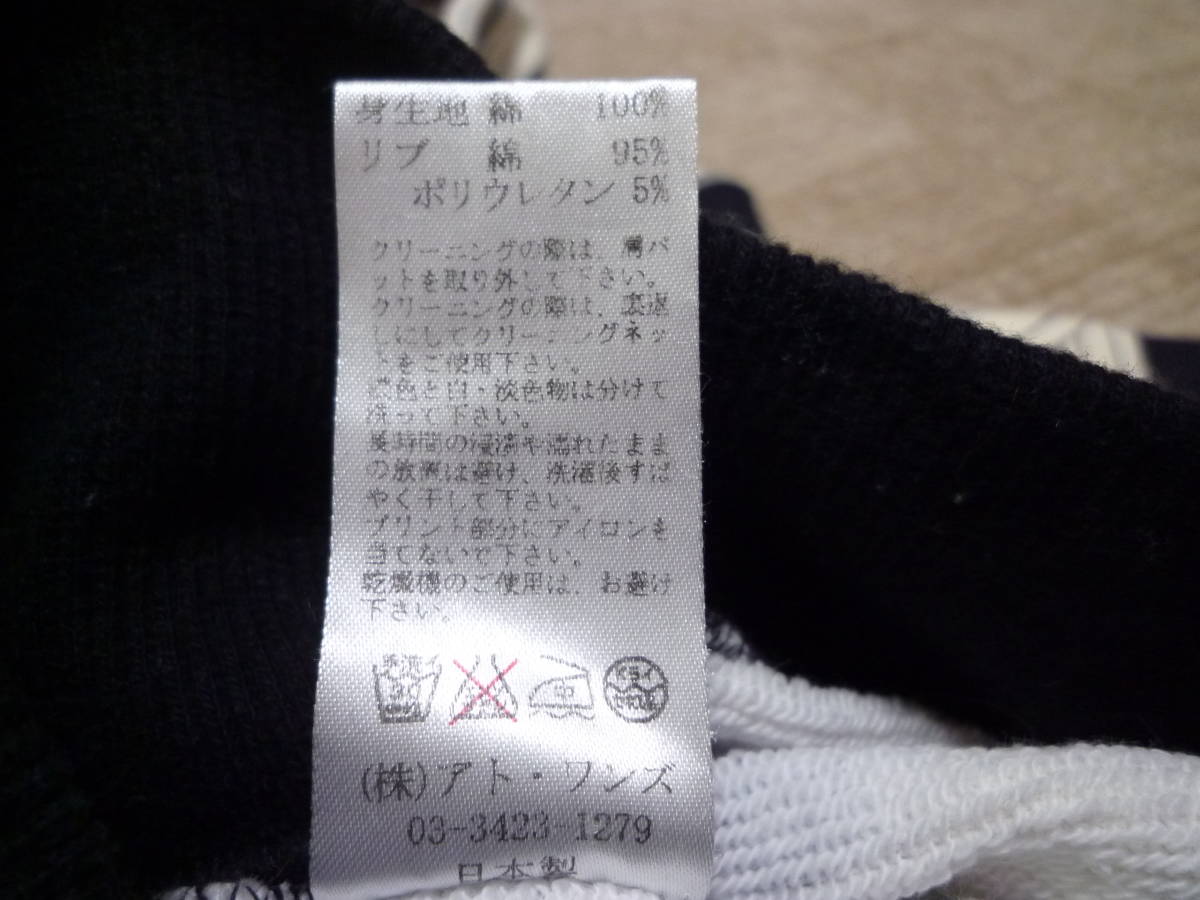 身生地 綿 100%
リブ 綿 95%
ポリウレタン 5%
クリーニングの際は、肩パ
ットを取り外して下さい。
クリーニングの際は、裏返
しにしてクリーニングネッ
トをご使用下さい。
濃色と白・淡色物は分けて
洗って下さい。
長時間の浸漬や濡れたまま
の放置は避け、洗濯後すば
やく干して下さい。
プリント部分にアイロンを
当てないで下さい。
乾燥機のご使用は、お避け
下さい。
手洗イ 30 中 ドライ
(株)アト・ワンズ
03-3423-1279
日本製